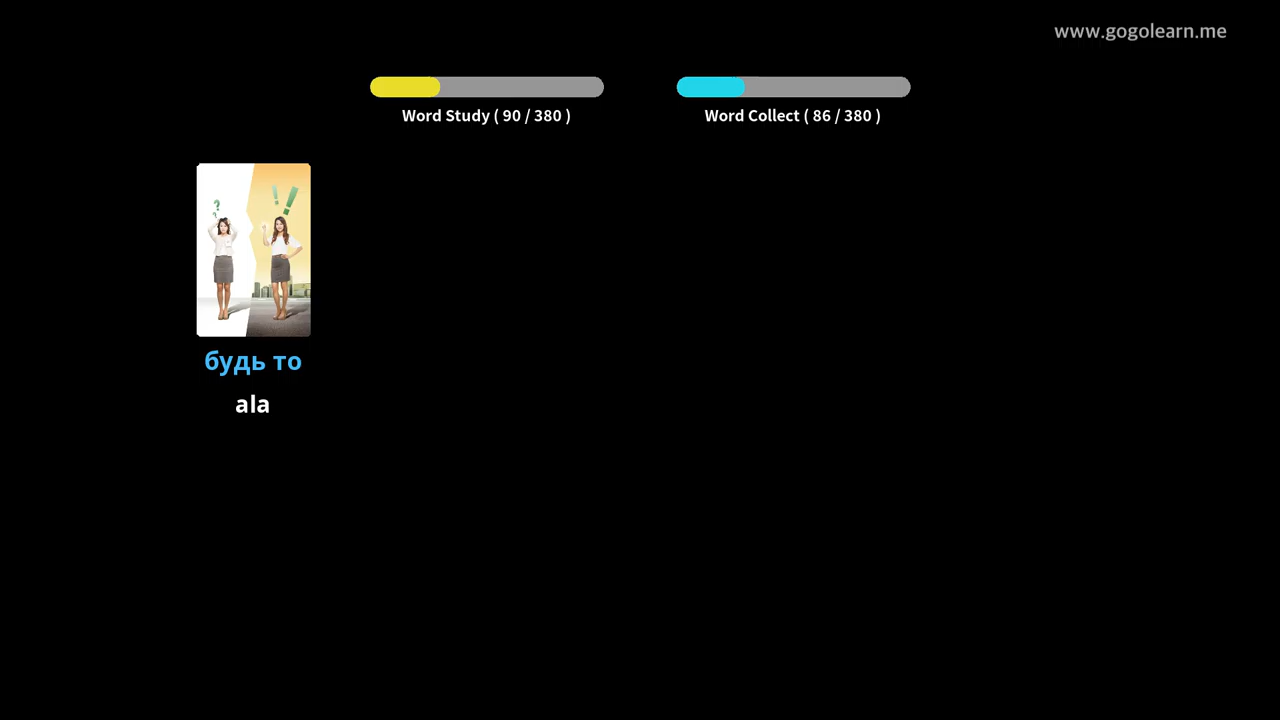 www.gogolearn.me
Word Study ( 90 / 380 )
Word Collect ( 86 / 380 )
? ! !
будь то
ala